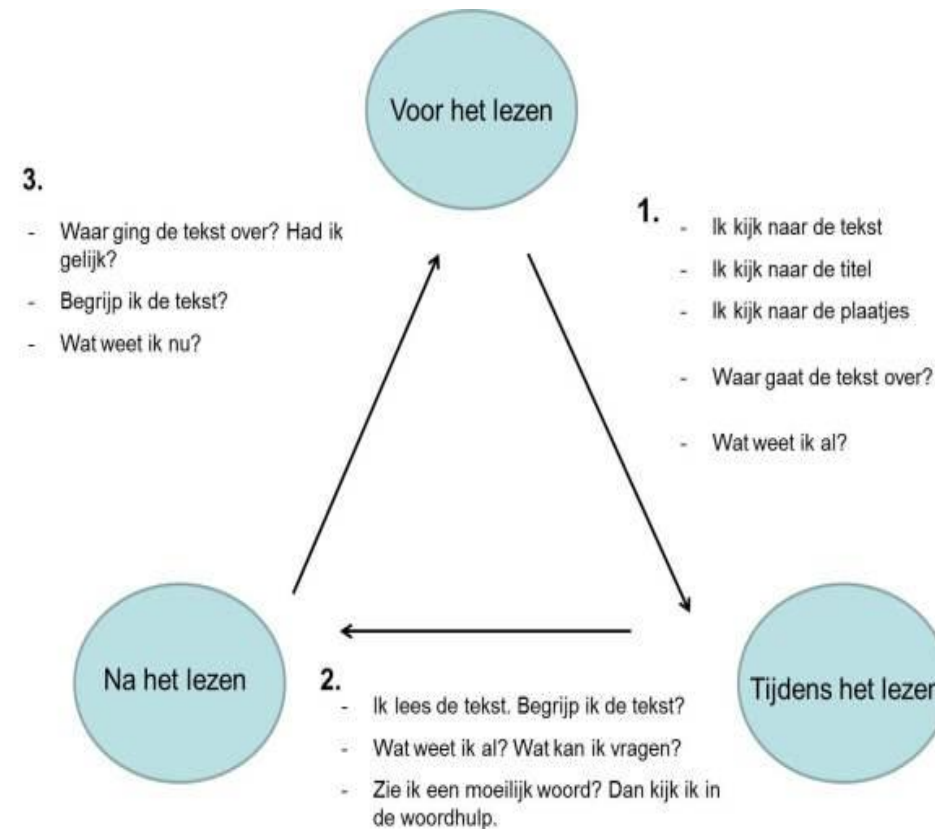 Voor het lezen
1.
- Ik kijk naar de tekst
- Ik kijk naar de titel
- Ik kijk naar de plaatjes
- Waar gaat de tekst over?
- Wat weet ik al?
Tijdens het lezen
2.
- Ik lees de tekst. Begrijp ik de tekst?
- Wat weet ik al? Wat kan ik vragen?
- Zie ik een moeilijk woord? Dan kijk ik in
de woordhulp.
Na het lezen
3.
- Waar ging de tekst over? Had ik
gelijk?
- Begrijp ik de tekst?
- Wat weet ik nu?